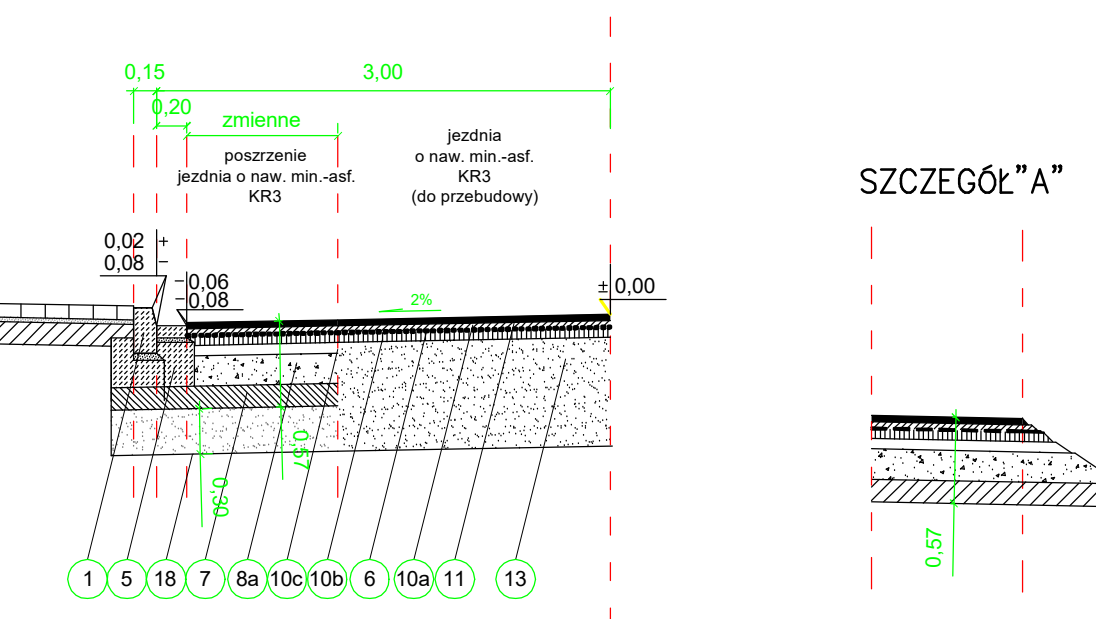 0,15
3,00
0,20
zmienne
jezdnia
o naw. min.-asf.
KR3
(do przebudowy)
poszrzenie
jezdnia o naw. min.-asf.
KR3
SZCZEGÓŁ"A"
0,02 +
0,08 −
−0,06
−0,08
2%
± 0,00
0,57
0,30
0,57
1 5 18 7 8a 10c 10b 6 10a 11 13